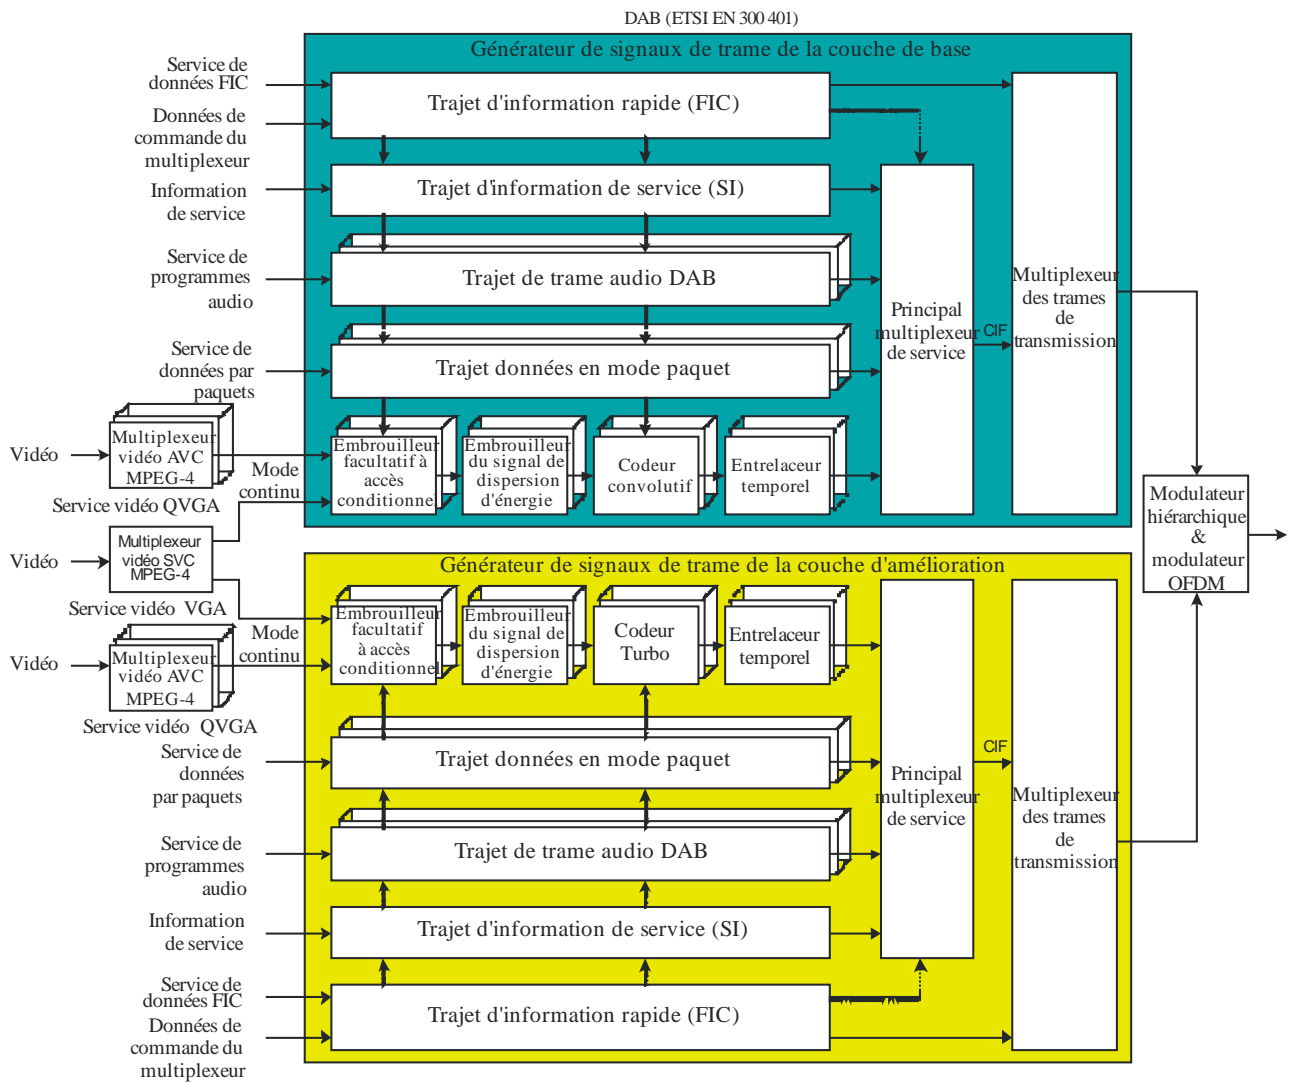 DAB (ETSI EN 300 401)
Générateur de signaux de trame de la couche de base
Service de
données FIC
Trajet d'information rapide (FIC)
Données de
commande du
multiplexeur
Information
de service
Trajet d'information de service (SI)
Service de
programmes
audio
Trajet de trame audio DAB
Service de
données par
paquets
Trajet données en mode paquet
Principal
multiplexeur
de service
CIF
Multiplexeur
des trames
de
transmission
Vidéo
Multiplexeur
vidéo AVC
MPEG-4
Service vidéo QVGA
Mode
continu
Embrouilleur
facultatif à
accès
conditionnel
Embrouilleur
du signal de
dispersion
d'énergie
Codeur
convolutif
Entrelaceur
temporel
Modulateur
hiérarchique
&
modulateur
OFDM
Vidéo
Multiplexeur
vidéo SVC
MPEG-4
Service vidéo VGA
Générateur de signaux de trame de la couche d'amélioration
Vidéo
Multiplexeur
vidéo AVC
MPEG-4
Service vidéo QVGA
Mode
continu
Embrouilleur
facultatif
à accès
conditionnel
Embrouilleur
du signal de
dispersion
d'énergie
Codeur
Turbo
Entrelaceur
temporel
Service de
données
par paquets
Trajet données en mode paquet
Principal
multiplexeur
de service
CIF
Multiplexeur
des trames
de
transmission
Service de
programmes
audio
Trajet de trame audio DAB
Information
de service
Trajet d'information de service (SI)
Service de
données FIC
Trajet d'information rapide (FIC)
Données de
commande du
multiplexeur